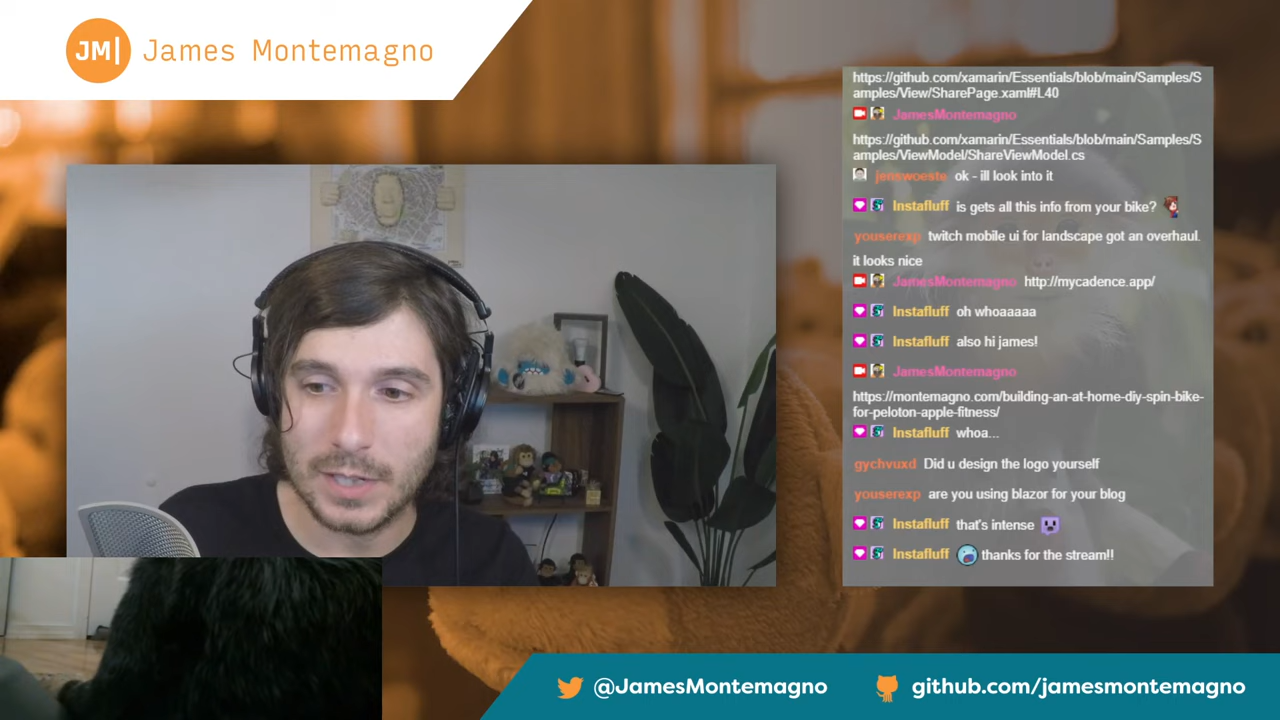 JM| James Montemagno
https://github.com/xamarin/Essentials/blob/main/Samples/S
amples/View/SharePage.xaml#L40
JamesMontemagno
https://github.com/xamarin/Essentials/blob/main/Samples/S
amples/ViewModel/ShareViewModel.cs
jenswoeste ok - ill look into it
Instafluff is gets all this info from your bike?
youserexp twitch mobile ui for landscape got an overhaul.
it looks nice
JamesMontemagno http://mycadence.app/
Instafluff oh whoaaaaa
Instafluff also hi james!
JamesMontemagno
https://montemagno.com/building-an-at-home-diy-spin-bike-
for-peloton-apple-fitness/
Instafluff whoa...
gychvuxd Did u design the logo yourself
youserexp are you using blazor for your blog
Instafluff that's intense
Instafluff thanks for the stream!!
@JamesMontemagno
github.com/jamesmontemagno